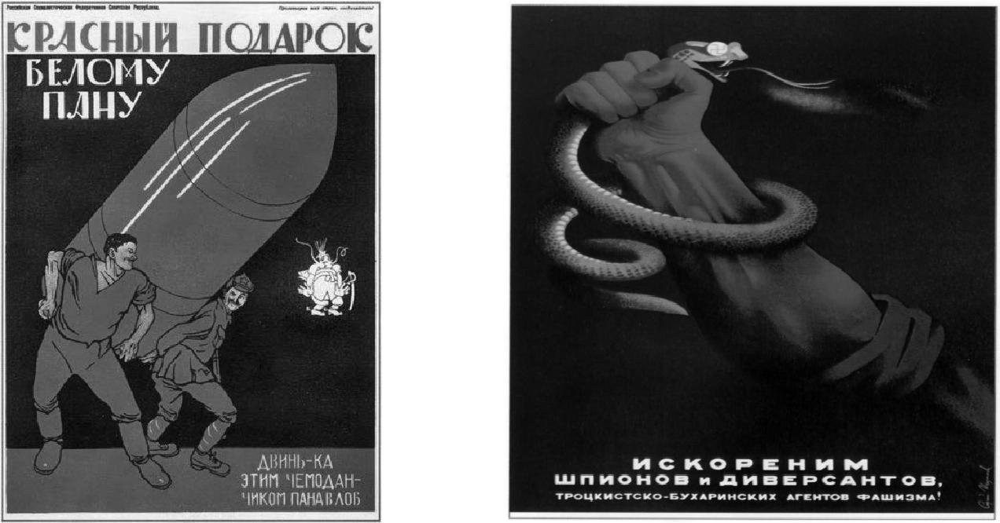 Российская Социалистическая Федеративная Советская Республика.
Пролетарии всех стран, соединяйтесь!
КРАСНЫЙ ПОДАРОК
БЕЛОМУ
ПАНУ
ДВИНЬ-КА
ЭТИМ ЧЕМОДАН-
ЧИКОМ ПАНА В ЛОБ
ИСКОРЕНИМ
ШПИОНОВ и ДИВЕРСАНТОВ,
ТРОЦКИСТСКО-БУХАРИНСКИХ АГЕНТОВ ФАШИЗМА!